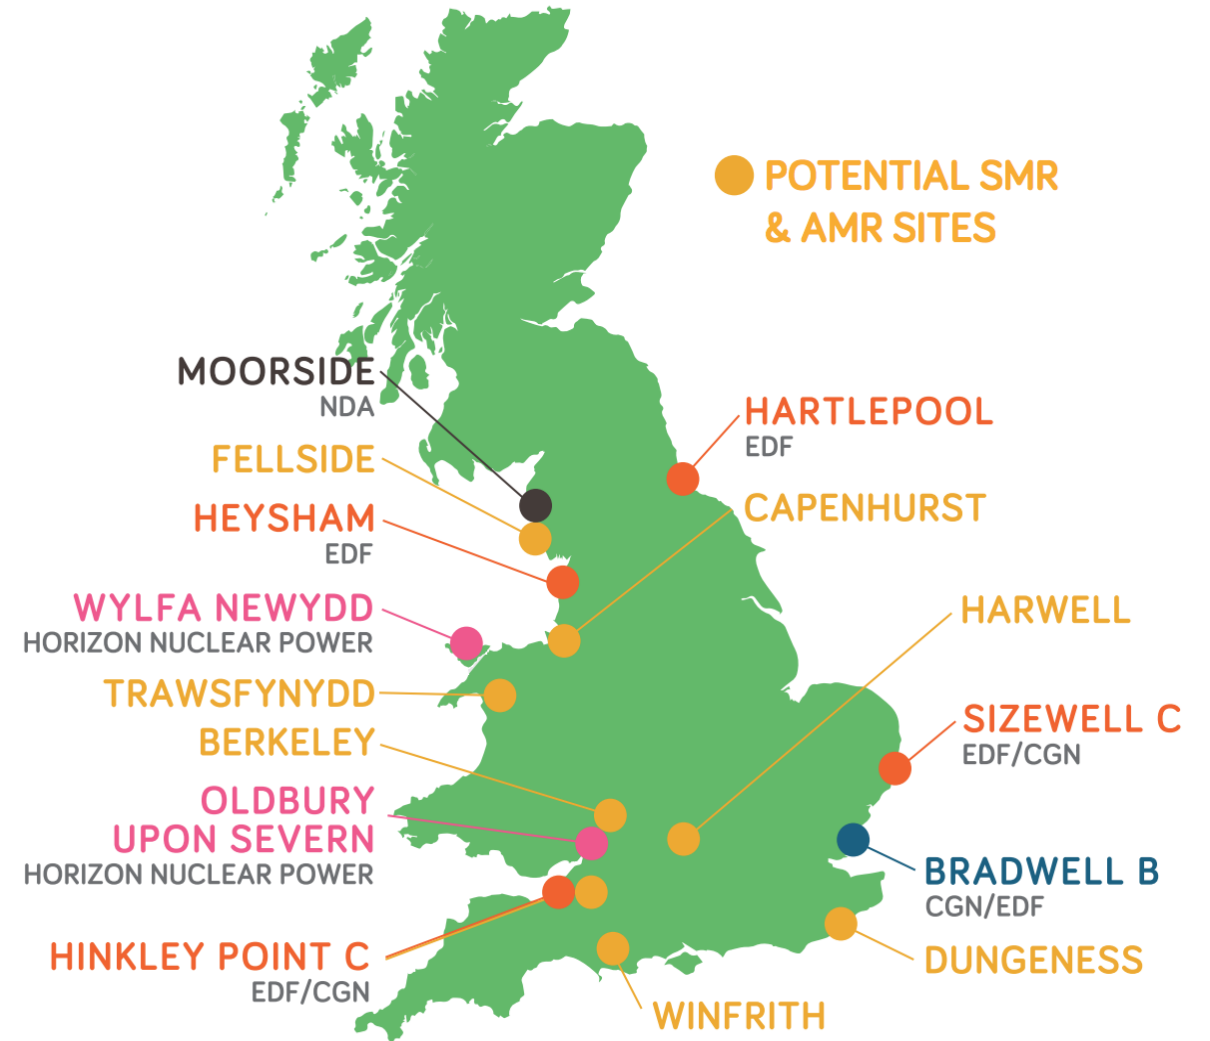 POTENTIAL SMR
& AMR SITES
MOORSIDE
NDA
FELLSIDE
HEYSHAM
EDF
WYLFA NEWYDD
HORIZON NUCLEAR POWER
TRAWSFYNYDD
BERKELEY
OLDBURY
UPON SEVERN
HORIZON NUCLEAR POWER
HINKLEY POINT C
EDF/CGN
HARTLEPOOL
EDF
CAPENHURST
HARWELL
SIZEWELL C
EDF/CGN
BRADWELL B
CGN/EDF
DUNGENESS
WINFRITH